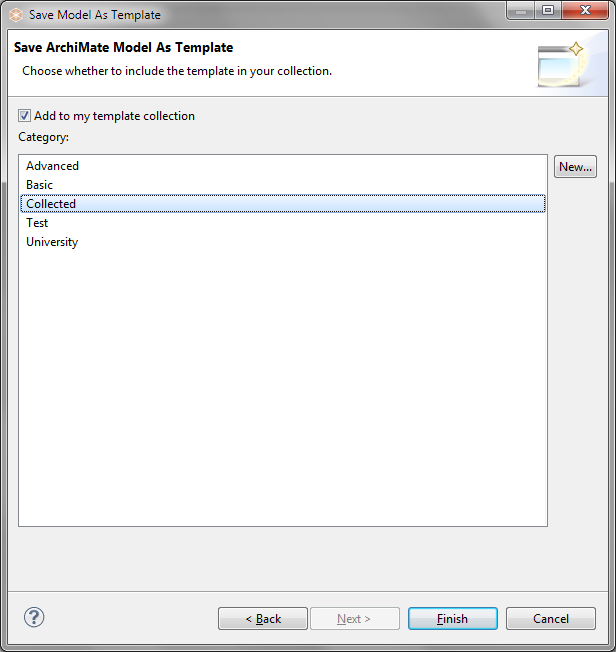 Save Model As Template
Save ArchiMate Model As Template
Choose whether to include the template in your collection.
Add to my template collection
Category:
Advanced
New...
Basic
Collected
Test
University
?
< Back
Next >
Finish
Cancel